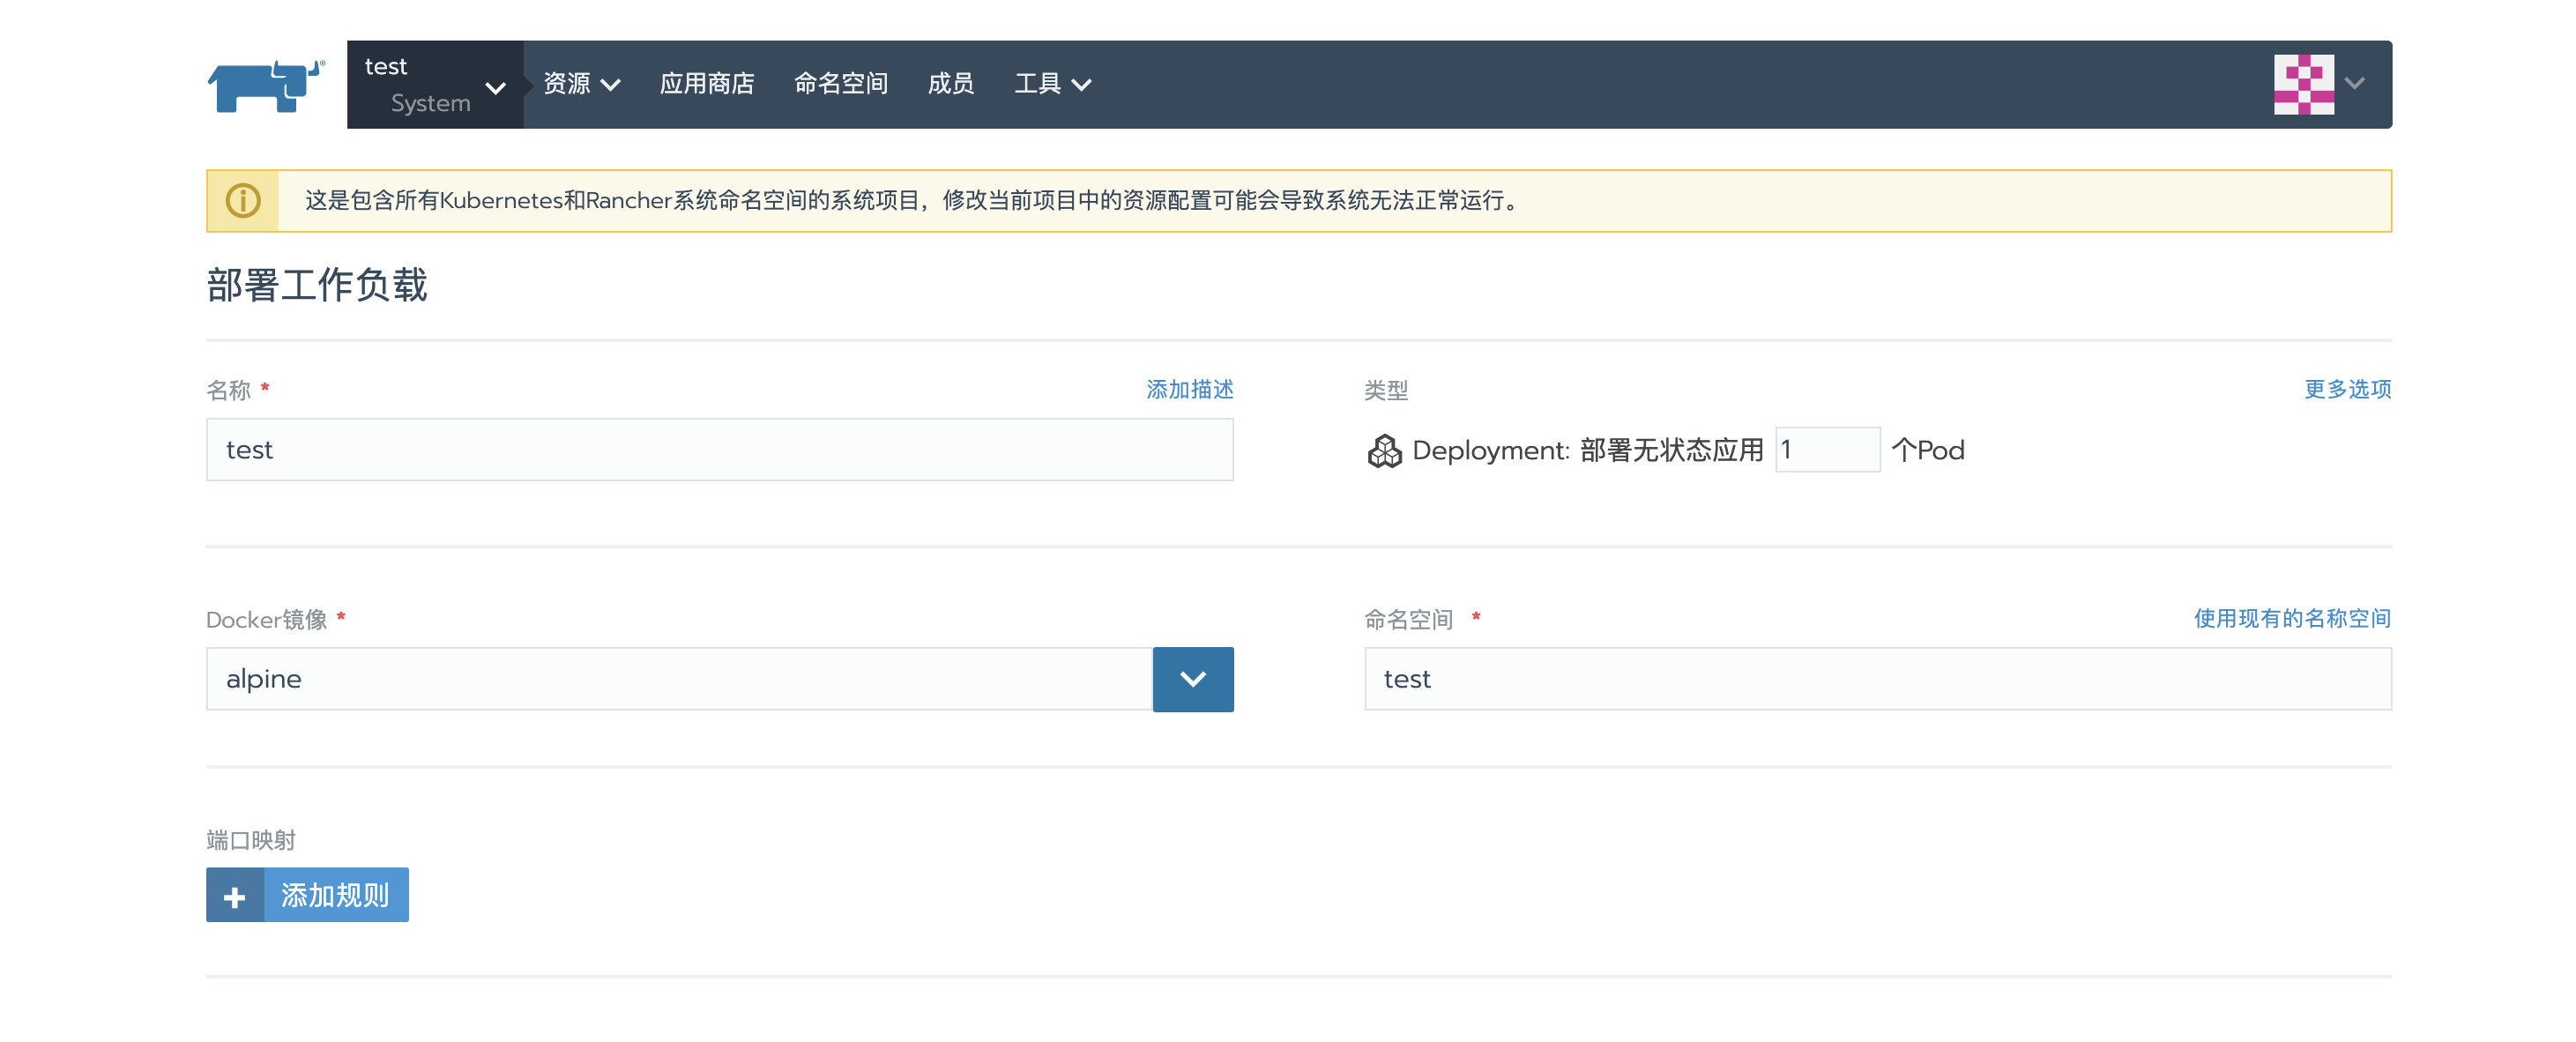 test
System
资源 应用商店 命名空间 成员 工具
这是包含所有Kubernetes和Rancher系统命名空间的系统项目，修改当前项目中的资源配置可能会导致系统无法正常运行。
部署工作负载
名称 * 添加描述
test
类型 更多选项
Deployment: 部署无状态应用 1 个Pod
Docker镜像 *
alpine
命名空间 * 使用现有的名称空间
test
端口映射
+ 添加规则